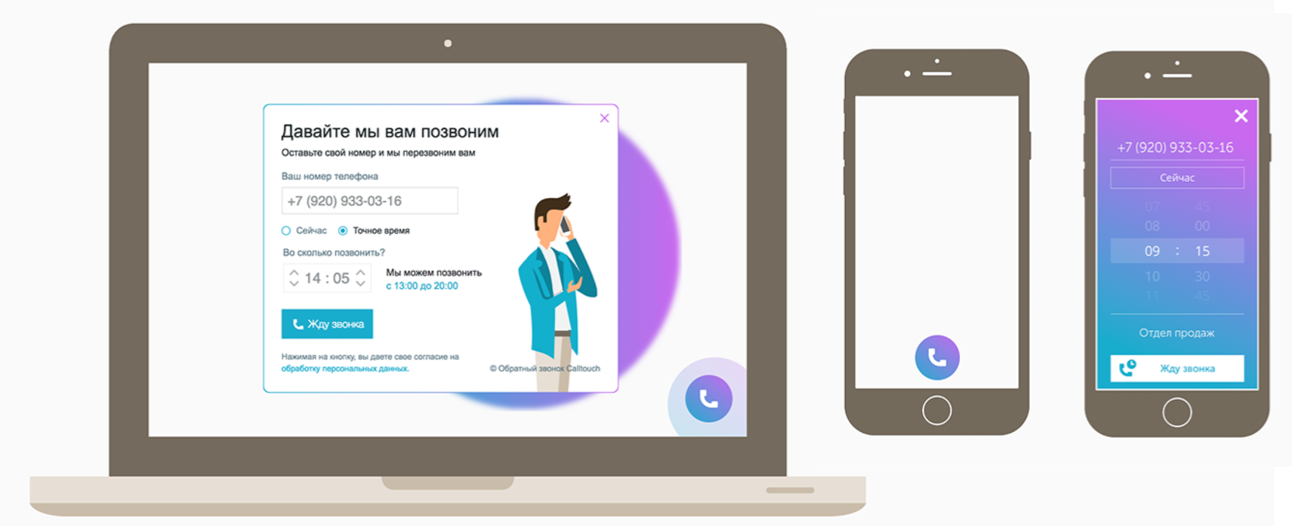 Давайте мы вам позвоним
Оставьте свой номер и мы перезвоним вам
Ваш номер телефона
+7 (920) 933-03-16
Сейчас
Точное время
Во сколько позвонить?
14 : 05
Мы можем позвонить
с 13:00 до 20:00
Жду звонка
Нажимая на кнопку, вы даете свое согласие на
обработку персональных данных.
© Обратный звонок Calltouch
+7 (920) 933-03-16
Сейчас
07 45
08 00
09 : 15
10 30
11 45
Отдел продаж
Жду звонка